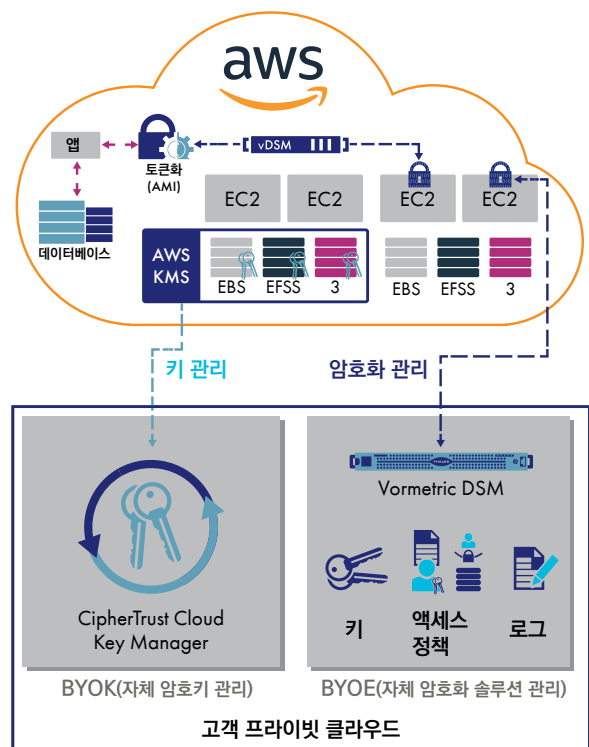 aws
앱
토큰화
(AMI)
vDSM
데이터베이스
EC2
EC2
EC2
EC2
AWS
KMS
EBS
EFSS
3
EBS
EFSS
3
키 관리
암호화 관리
CipherTrust Cloud
Key Manager
THALES
Vormetric DSM
키
액세스
정책
로그
BYOK(자체 암호키 관리)
BYOE(자체 암호화 솔루션 관리)
고객 프라이빗 클라우드